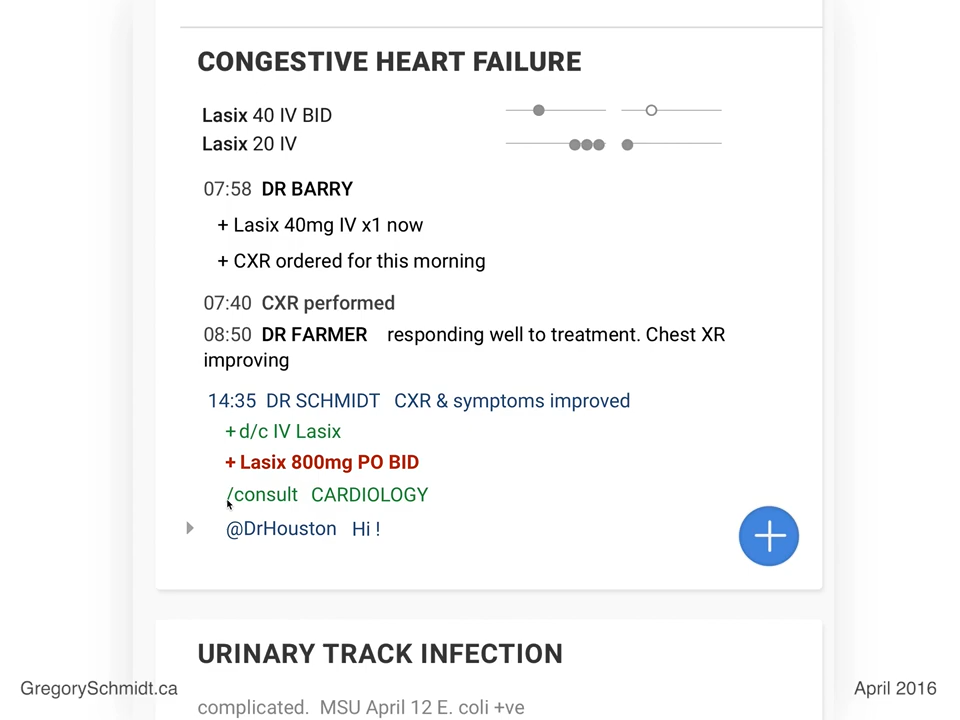 CONGESTIVE HEART FAILURE
Lasix 40 IV BID
Lasix 20 IV
07:58 DR BARRY
+ Lasix 40mg IV x1 now
+ CXR ordered for this morning
07:40 CXR performed
08:50 DR FARMER responding well to treatment. Chest XR
improving
14:35 DR SCHMIDT CXR & symptoms improved
+ d/c IV Lasix
+ Lasix 800mg PO BID
/consult CARDIOLOGY
@DrHouston Hi !
URINARY TRACK INFECTION
complicated. MSU April 12 E. coli +ve
GregorySchmidt.ca
April 2016